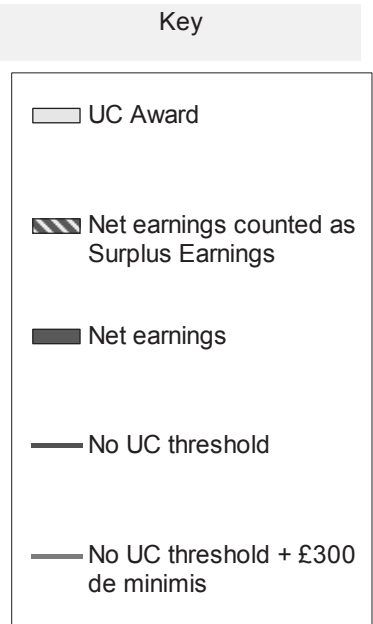 Key
UC Award
Net earnings counted as
Surplus Earnings
Net earnings
No UC threshold
No UC threshold + £300
de minimis